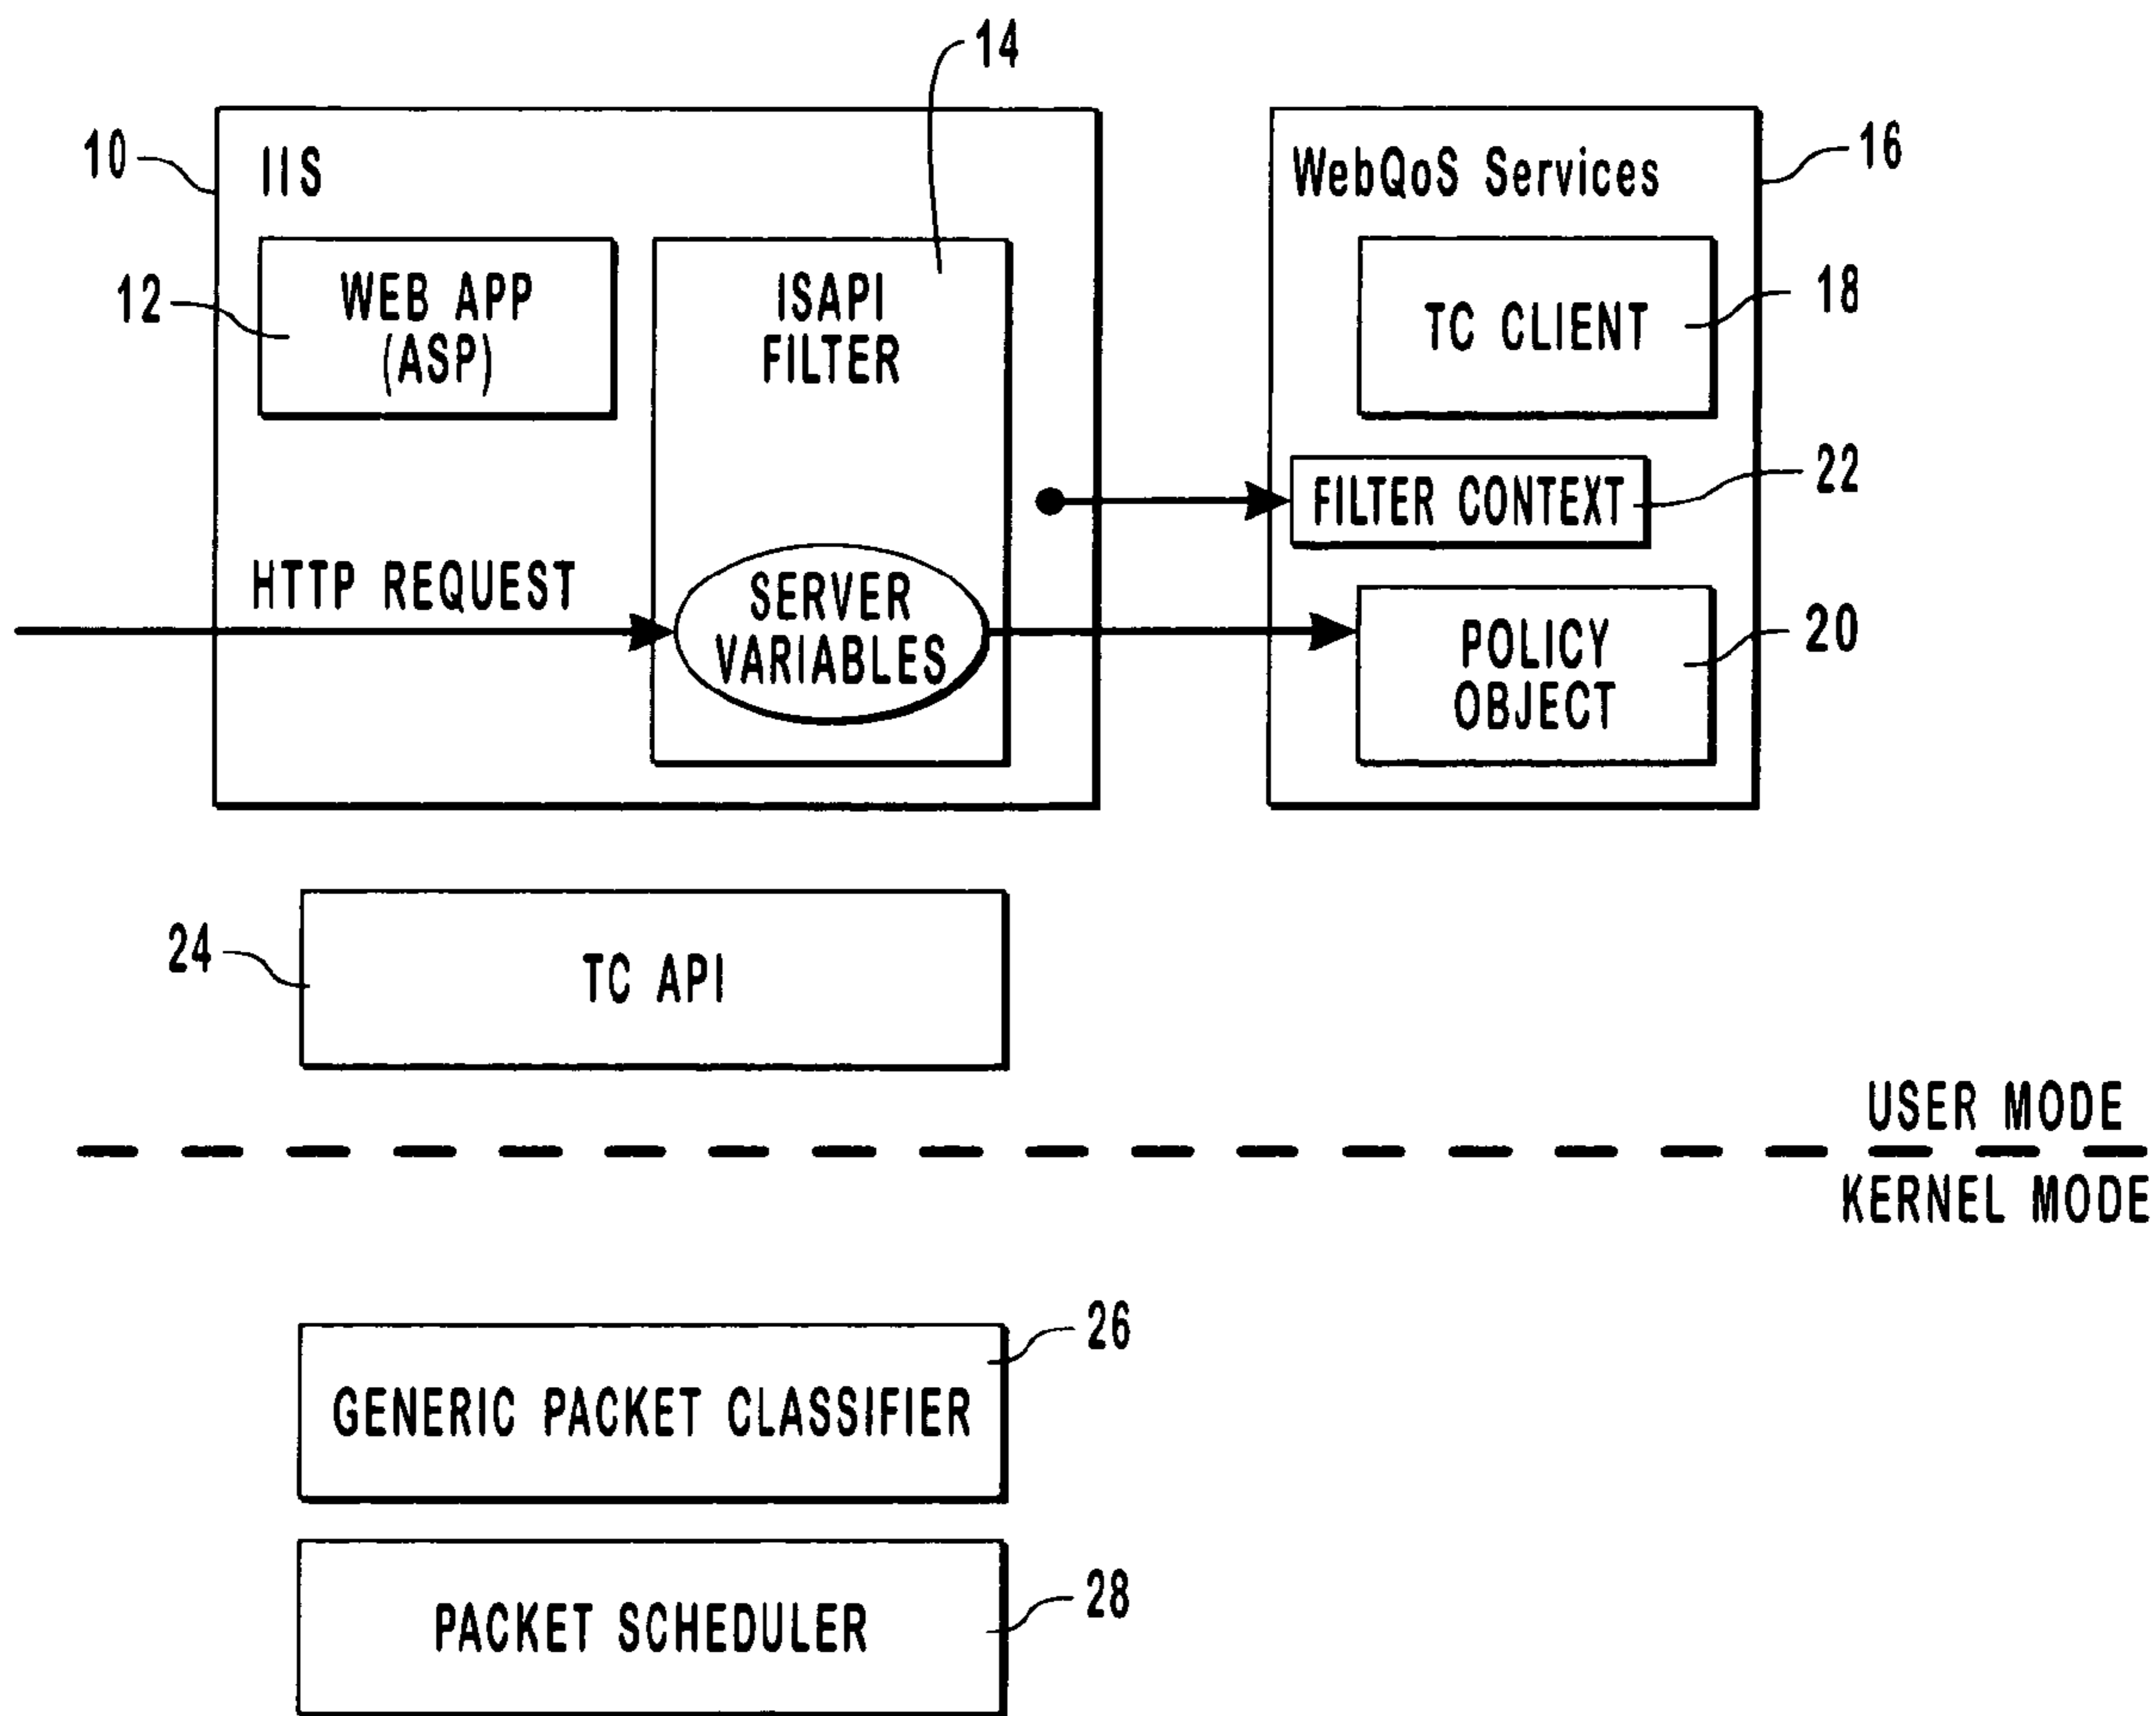 14
10
IIS
WebQoS Services
16
12
WEB APP
(ASP)
ISAPI
FILTER
TC CLIENT
18
FILTER CONTEXT
22
HTTP REQUEST
SERVER
VARIABLES
POLICY
OBJECT
20
24
TC API
USER MODE
KERNEL MODE
26
GENERIC PACKET CLASSIFIER
PACKET SCHEDULER
28